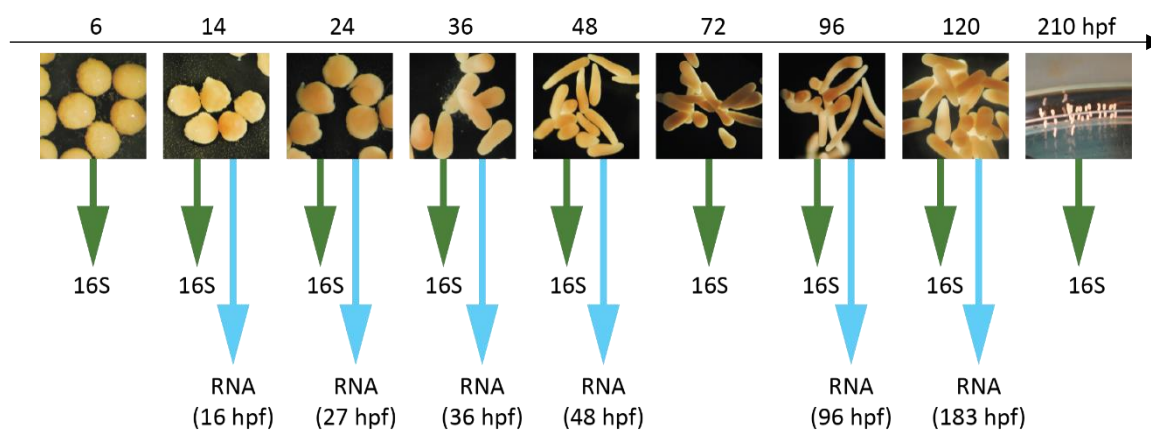 6 14 24 36 48 72 96 120 210 hpf
16S 16S 16S 16S 16S 16S 16S 16S 16S
RNA RNA RNA RNA RNA RNA
(16 hpf) (27 hpf) (36 hpf) (48 hpf) (96 hpf) (183 hpf)